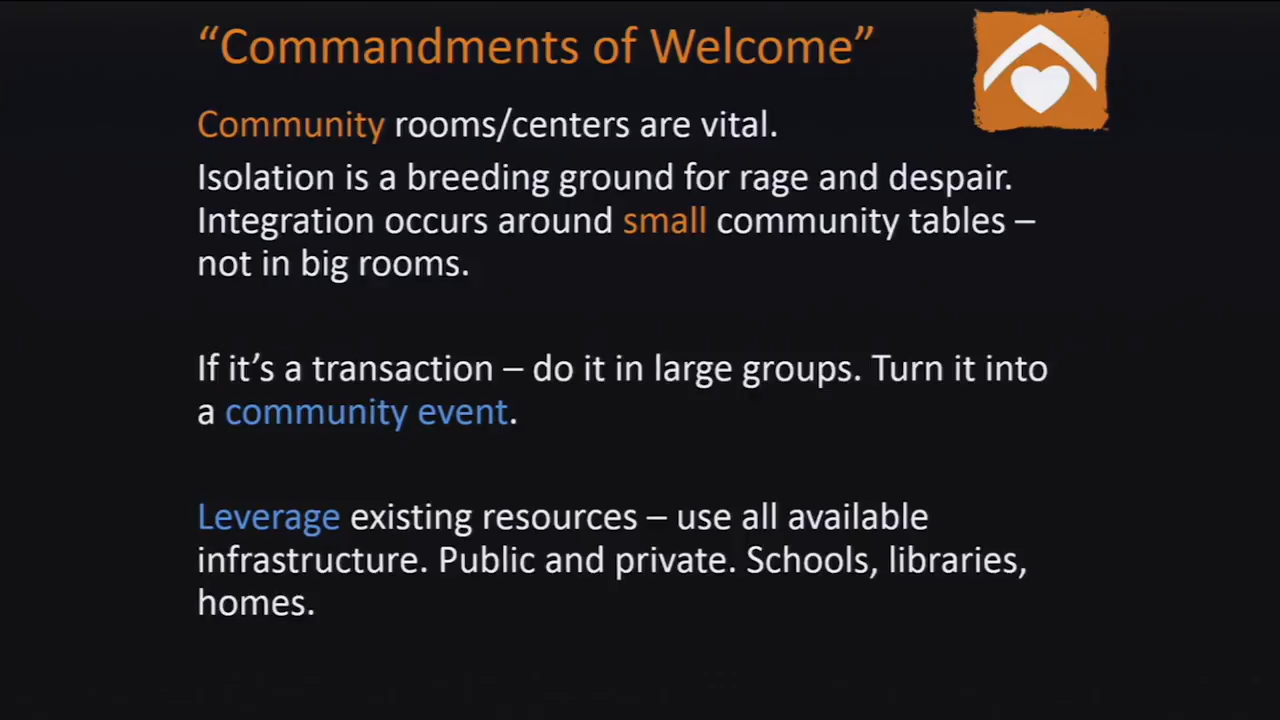 “Commandments of Welcome”
Community rooms/centers are vital.
Isolation is a breeding ground for rage and despair.
Integration occurs around small community tables –
not in big rooms.
If it’s a transaction – do it in large groups. Turn it into
a community event.
Leverage existing resources – use all available
infrastructure. Public and private. Schools, libraries,
homes.